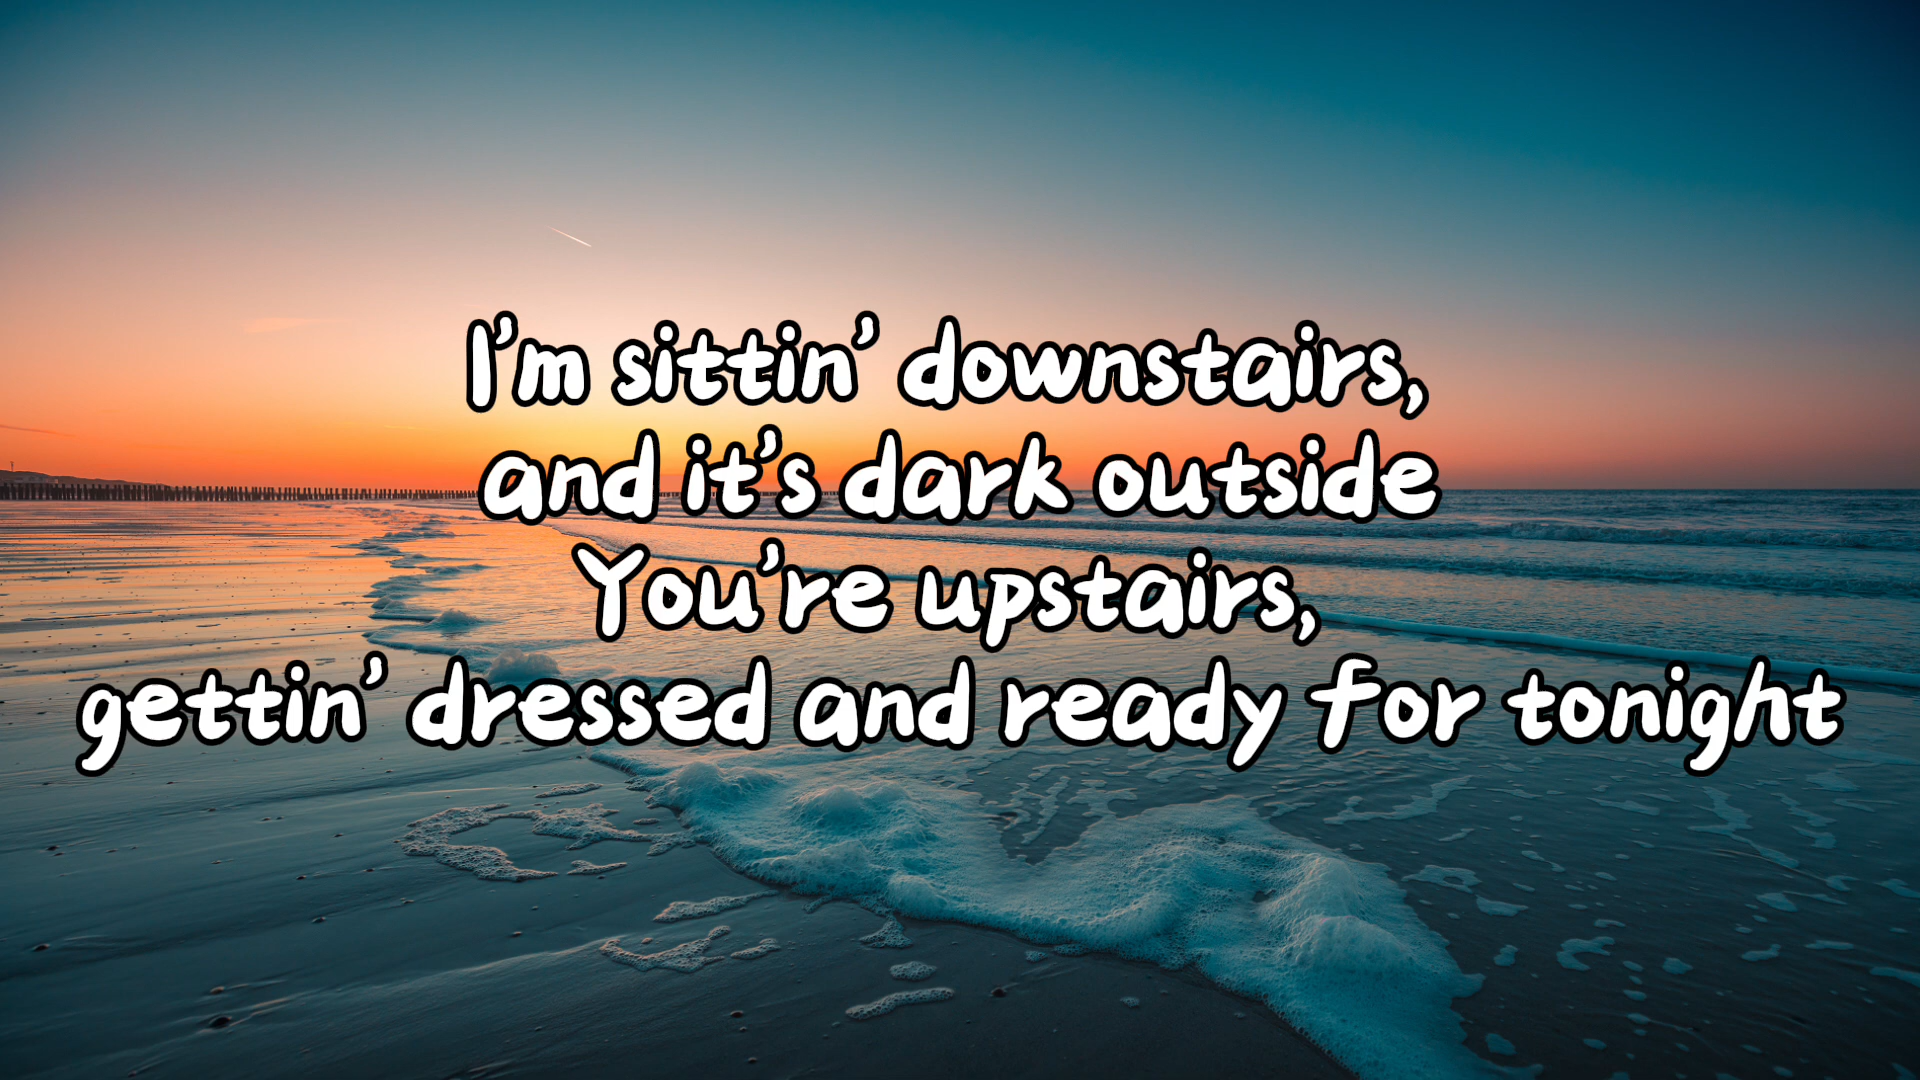 I'm sittin' downstairs,
and it's dark outside
You're upstairs,
gettin' dressed and ready for tonight